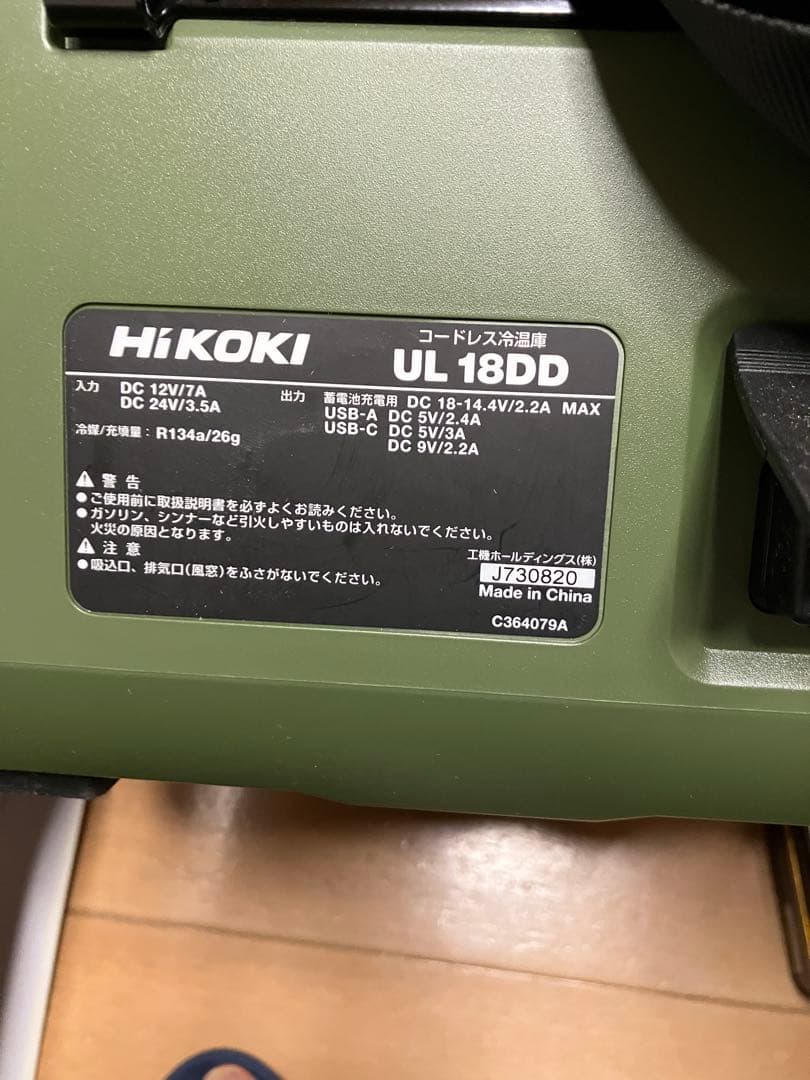 HiKOKI
コードレス冷温庫
UL 18DD
入力 DC 12V/7A
DC 24V/3.5A
冷媒/充填量：R134a/26g
出力 蓄電池充電用 DC 18-14.4V/2.2A MAX
USB-A DC 5V/2.4A
USB-C DC 5V/3A
DC 9V/2.2A
警告
●ご使用前に取扱説明書を必ずよくお読みください。
●ガソリン、シンナーなど引火しやすいものは入れないでください。
火災の原因となります。
注意
●吸込口、排気口(風窓)をふさがないでください。
工機ホールディングス(株)
J730820
Made in China
C364079A